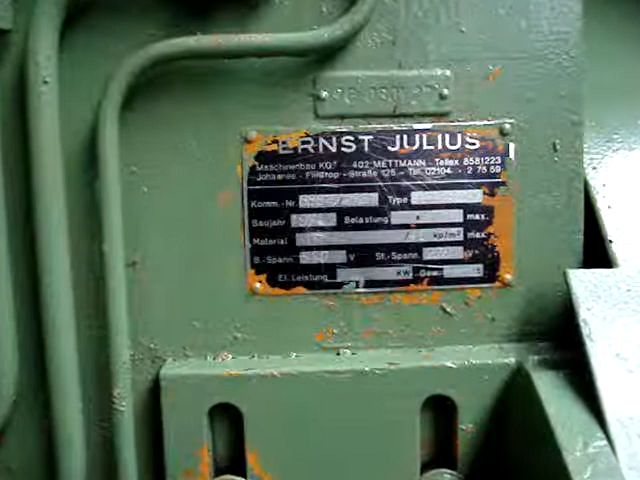 ERNST JULIUS
Maschinenbau KG. 402 METTMANN - Telex 8581223
Johannes - Flintrop - Straße 125 - Tel. 02104 - 2 75 59
Komm.-Nr. Type
Baujahr Belastung x max.
Material / kp/m² max.
B.-Spann. V St.-Spann. V
El. Leistung KW Gew. t